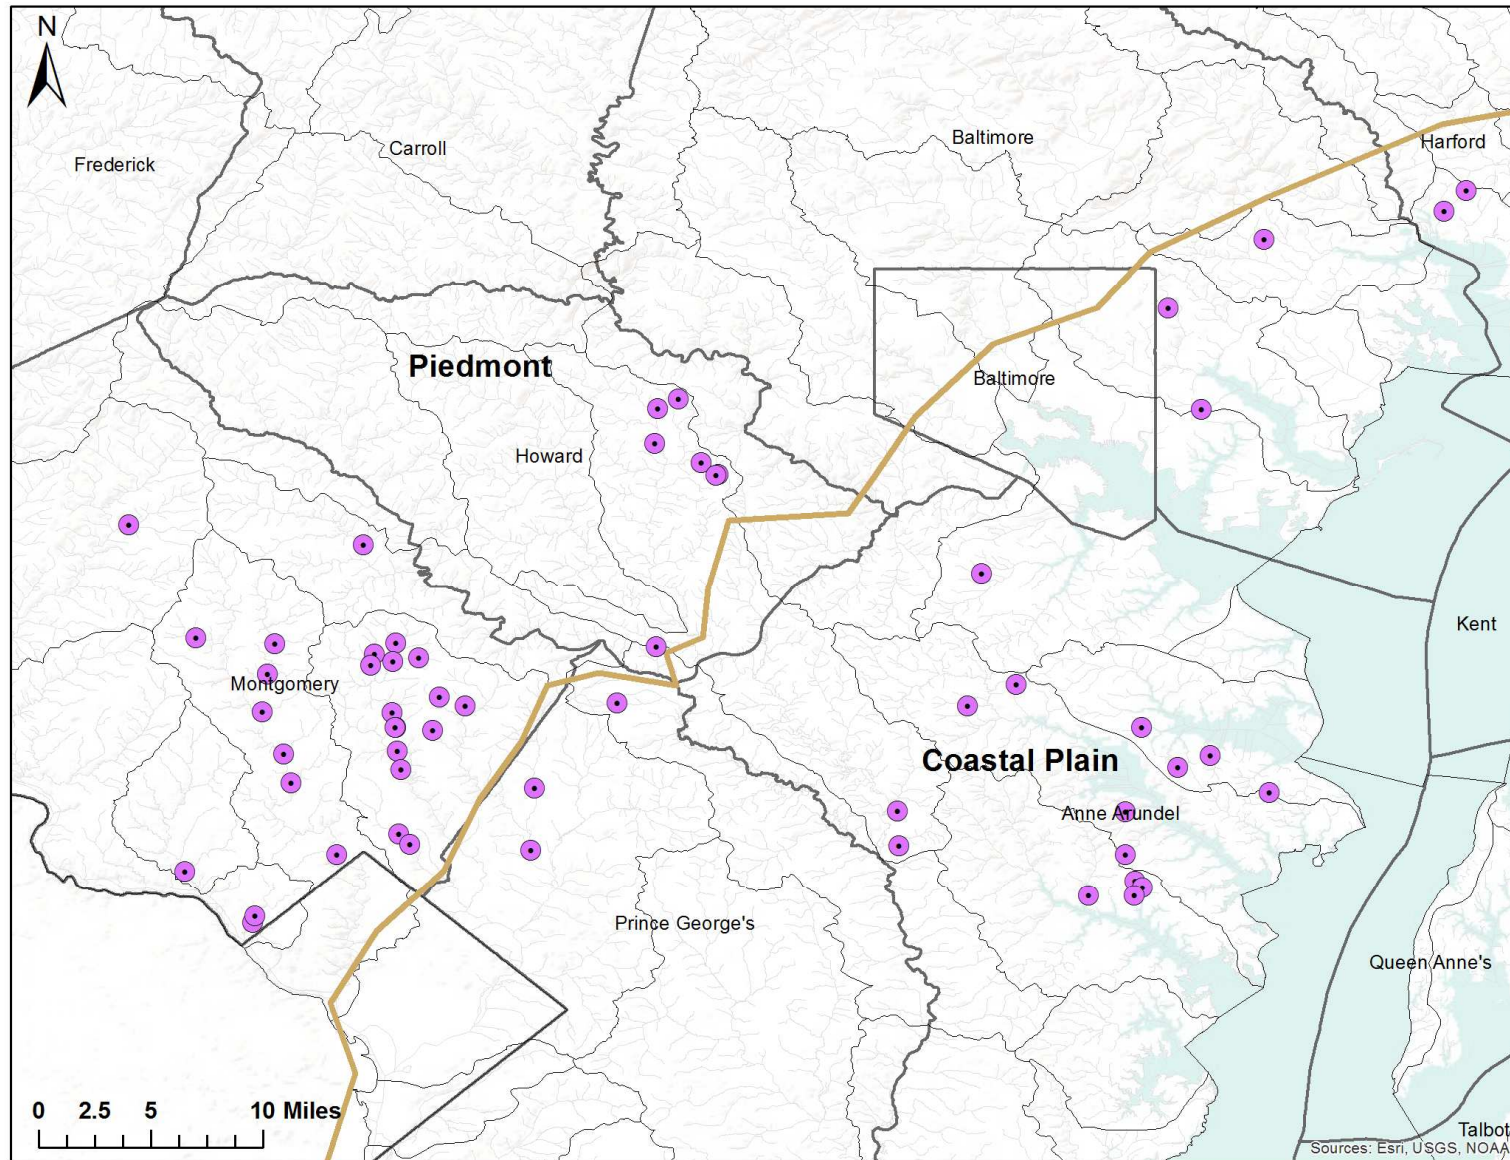 N
Baltimore
Harford
Carroll
Frederick
Piedmont
Baltimore
Howard
Kent
Montgomery
Coastal Plain
Anne Arundel
Prince George's
Queen Anne's
0 2.5 5 10 Miles
Talbot
Sources: Esri, USGS, NOAA